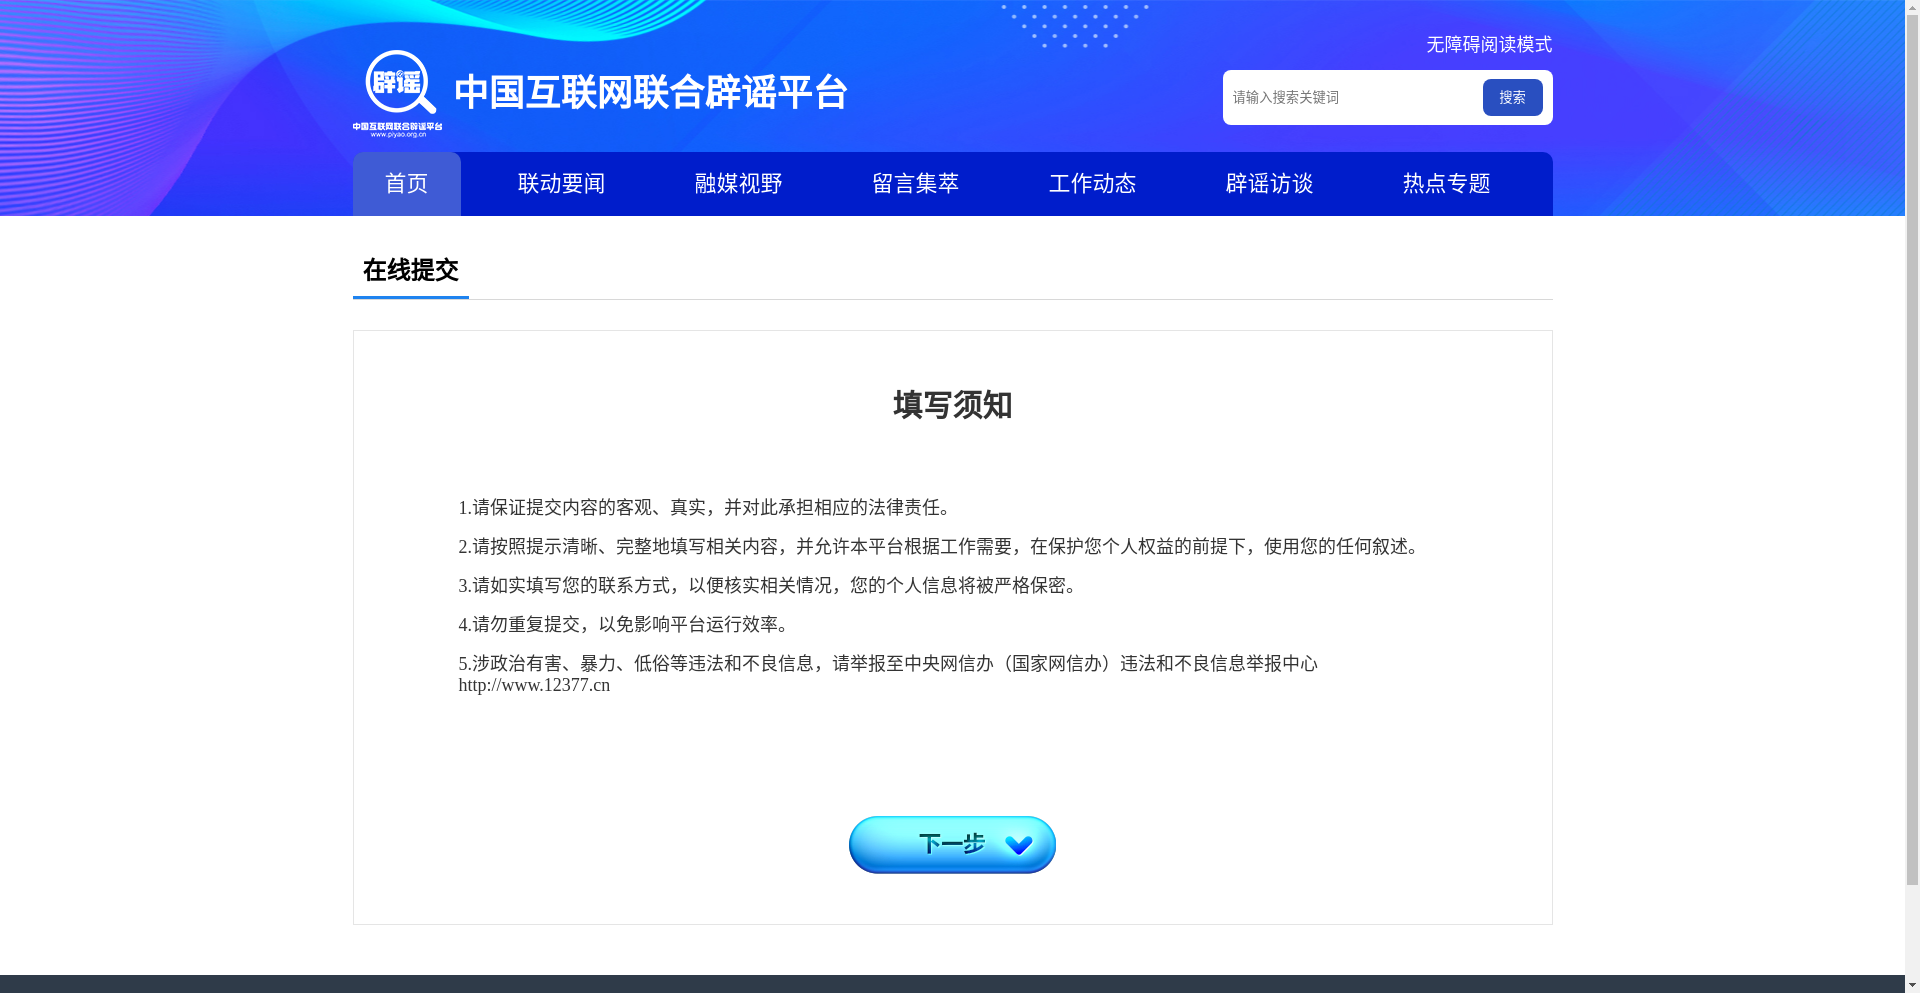 无障碍阅读模式
辟谣
中国互联网联合辟谣平台
www.piyao.org.cn
中国互联网联合辟谣平台
请输入搜索关键词
搜索
首页
联动要闻
融媒视野
留言集萃
工作动态
辟谣访谈
热点专题
在线提交
填写须知
1.请保证提交内容的客观、真实，并对此承担相应的法律责任。
2.请按照提示清晰、完整地填写相关内容，并允许本平台根据工作需要，在保护您个人权益的前提下，使用您的任何叙述。
3.请如实填写您的联系方式，以便核实相关情况，您的个人信息将被严格保密。
4.请勿重复提交，以免影响平台运行效率。
5.涉政治有害、暴力、低俗等违法和不良信息，请举报至中央网信办（国家网信办）违法和不良信息举报中心
http://www.12377.cn
下一步